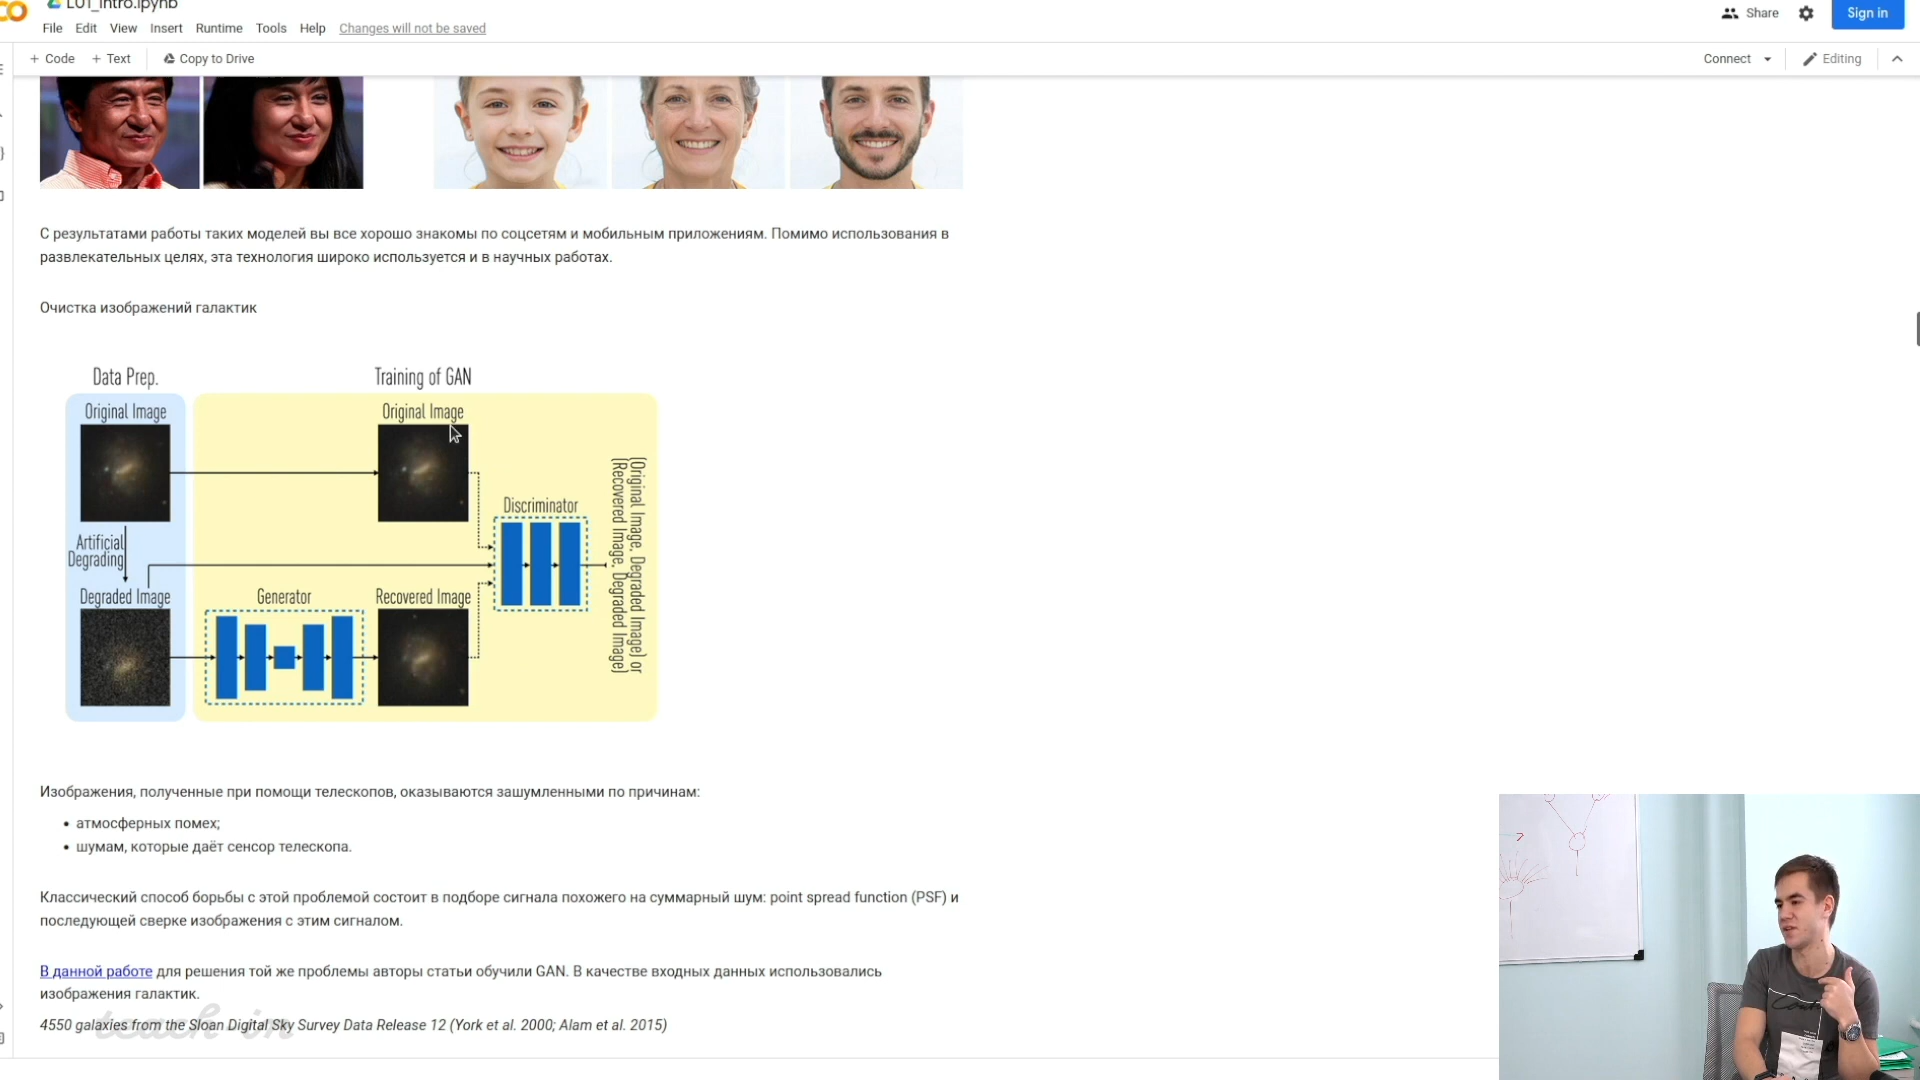 L01_Intro.ipynb
File Edit View Insert Runtime Tools Help Changes will not be saved
Share
Sign in
+ Code + Text Copy to Drive
Connect
Editing
С результатами работы таких моделей вы все хорошо знакомы по соцсетям и мобильным приложениям. Помимо использования в
развлекательных целях, эта технология широко используется и в научных работах.
Очистка изображений галактик
Data Prep.
Training of GAN
Original Image
Original Image
Artificial
Degrading
Discriminator
(Original Image, Degraded Image) or
(Recovered Image, Degraded Image)
Degraded Image
Generator
Recovered Image
Изображения, полученные при помощи телескопов, оказываются зашумленными по причинам:
• атмосферных помех;
• шумам, которые даёт сенсор телескопа.
Классический способ борьбы с этой проблемой состоит в подборе сигнала похожего на суммарный шум: point spread function (PSF) и
последующей сверке изображения с этим сигналом.
В данной работе для решения той же проблемы авторы статьи обучили GAN. В качестве входных данных использовались
изображения галактик.
teach-in
4550 galaxies from the Sloan Digital Sky Survey Data Release 12 (York et al. 2000; Alam et al. 2015)